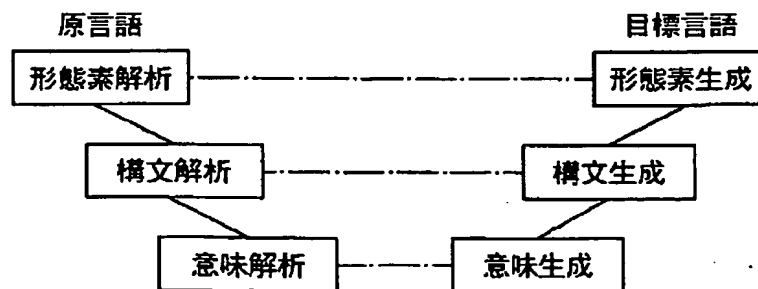 原言語 目標言語
形態素解析 形態素生成
構文解析 構文生成
意味解析 意味生成